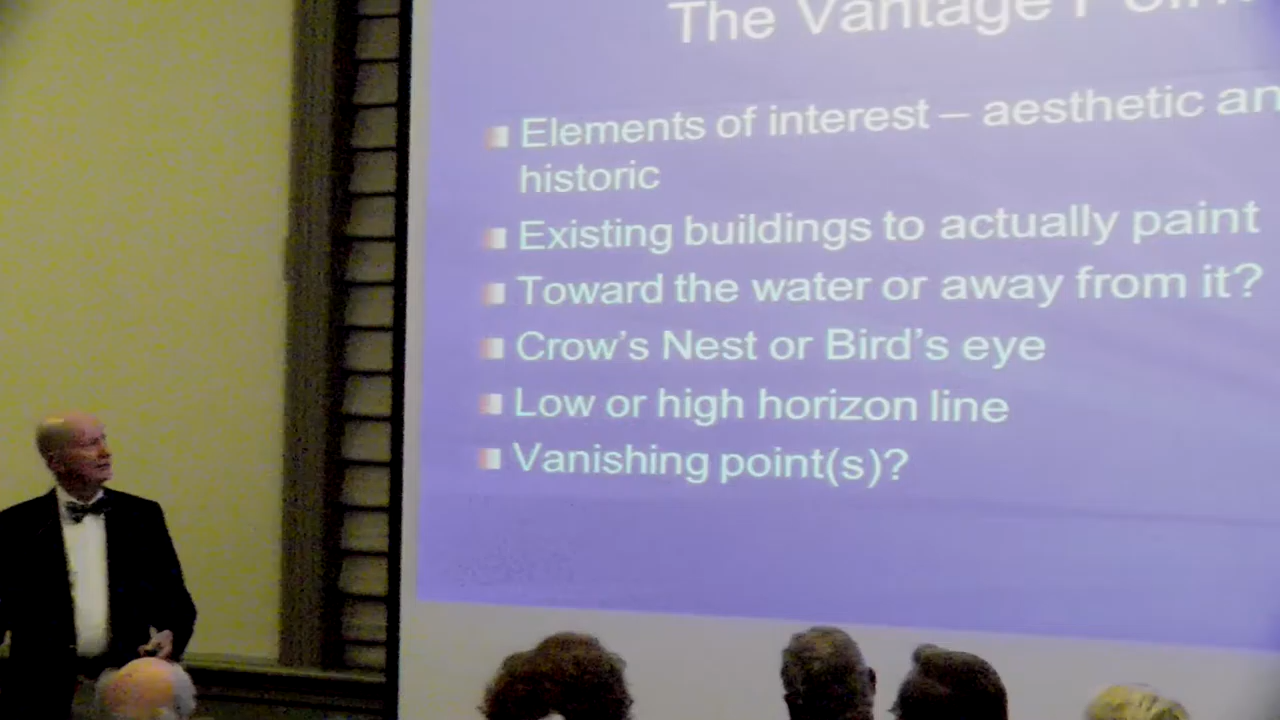 The Vantage Poin
Elements of interest – aesthetic an
historic
Existing buildings to actually paint
Toward the water or away from it?
Crow's Nest or Bird's eye
Low or high horizon line
Vanishing point(s)?